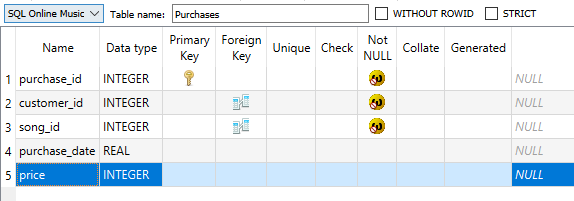 SQL Online Music Table name: Purchases WITHOUT ROWID STRICT
Name Data type Primary Key Foreign Key Unique Check Not NULL Collate Generated
1 purchase_id INTEGER NULL
2 customer_id INTEGER NULL
3 song_id INTEGER NULL
4 purchase_date REAL NULL
5 price INTEGER NULL